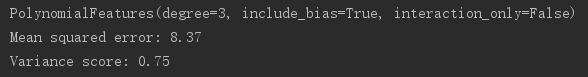 PolynomialFeatures(degree=3, include_bias=True, interaction_only=False)
Mean squared error: 8.37
Variance score: 0.75